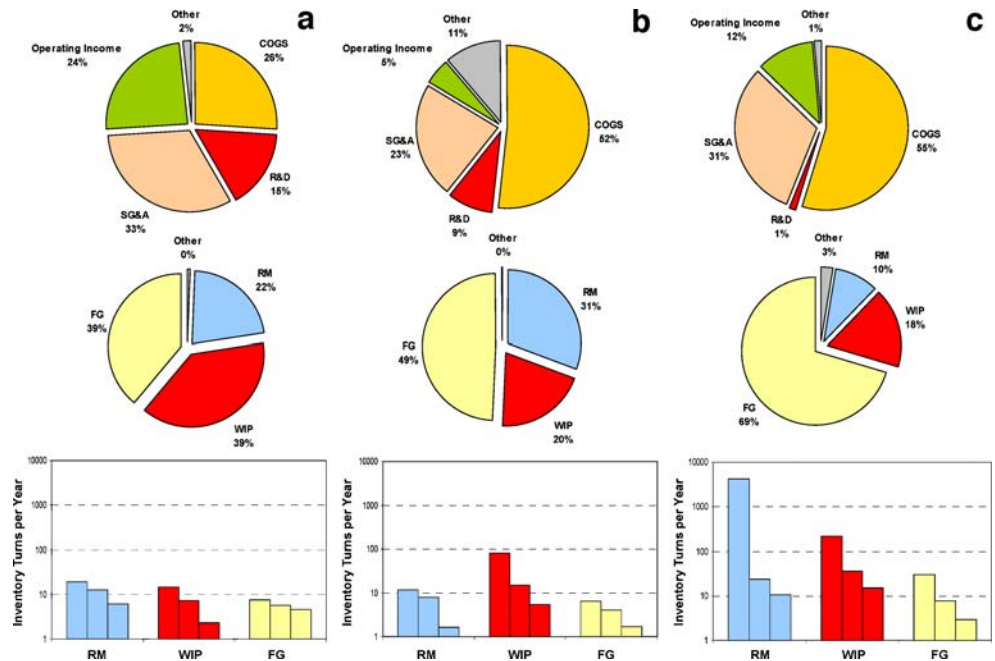 a
Other
2%
Operating Income
24%
COGS
26%
R&D
15%
SG&A
33%
Other
0%
RM
22%
FG
39%
WIP
39%
10000
1000
100
10
1
Inventory Turns per Year
RM WIP FG
b
Other
11%
Operating Income
5%
COGS
52%
SG&A
23%
R&D
9%
Other
0%
RM
31%
FG
49%
WIP
20%
10000
1000
100
10
1
Inventory Turns per Year
RM WIP FG
c
Other
1%
Operating Income
12%
COGS
55%
SG&A
31%
R&D
1%
Other
3%
RM
10%
WIP
18%
FG
69%
10000
1000
100
10
1
Inventory Turns per Year
RM WIP FG